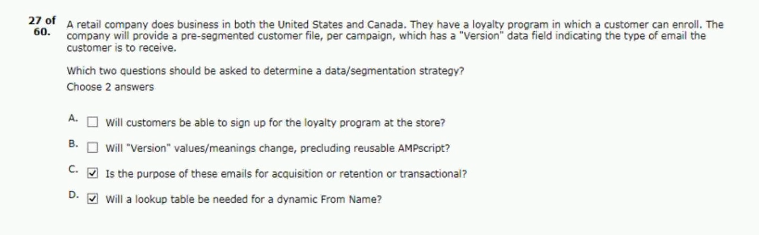 27 of
60.
A retail company does business in both the United States and Canada. They have a loyalty program in which a customer can enroll. The
company will provide a pre-segmented customer file, per campaign, which has a "Version" data field indicating the type of email the
customer is to receive.
Which two questions should be asked to determine a data/segmentation strategy?
Choose 2 answers
A. Will customers be able to sign up for the loyalty program at the store?
B. Will "Version" values/meanings change, precluding reusable AMPscript?
C. Is the purpose of these emails for acquisition or retention or transactional?
D. Will a lookup table be needed for a dynamic From Name?